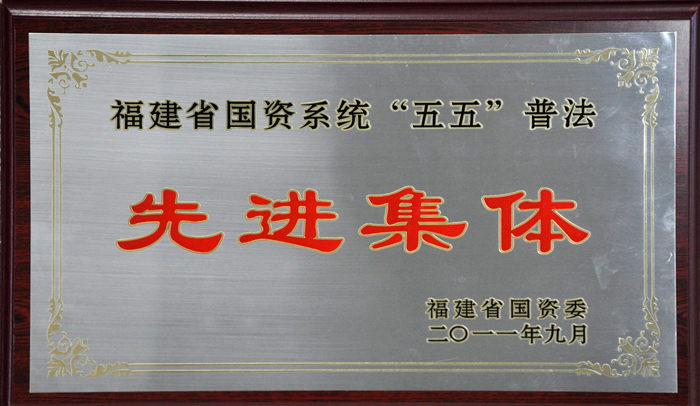 福建省国资系统“五五”普法
先进集体
福建省国资委
二〇一一年九月